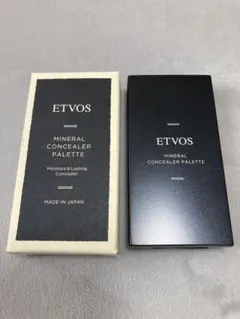 ETVOS
MINERAL
CONCEALER
PALETTE
Moisture & Lasting
Concealer
MADE IN JAPAN
ETVOS
MINERAL
CONCEALER PALETTE